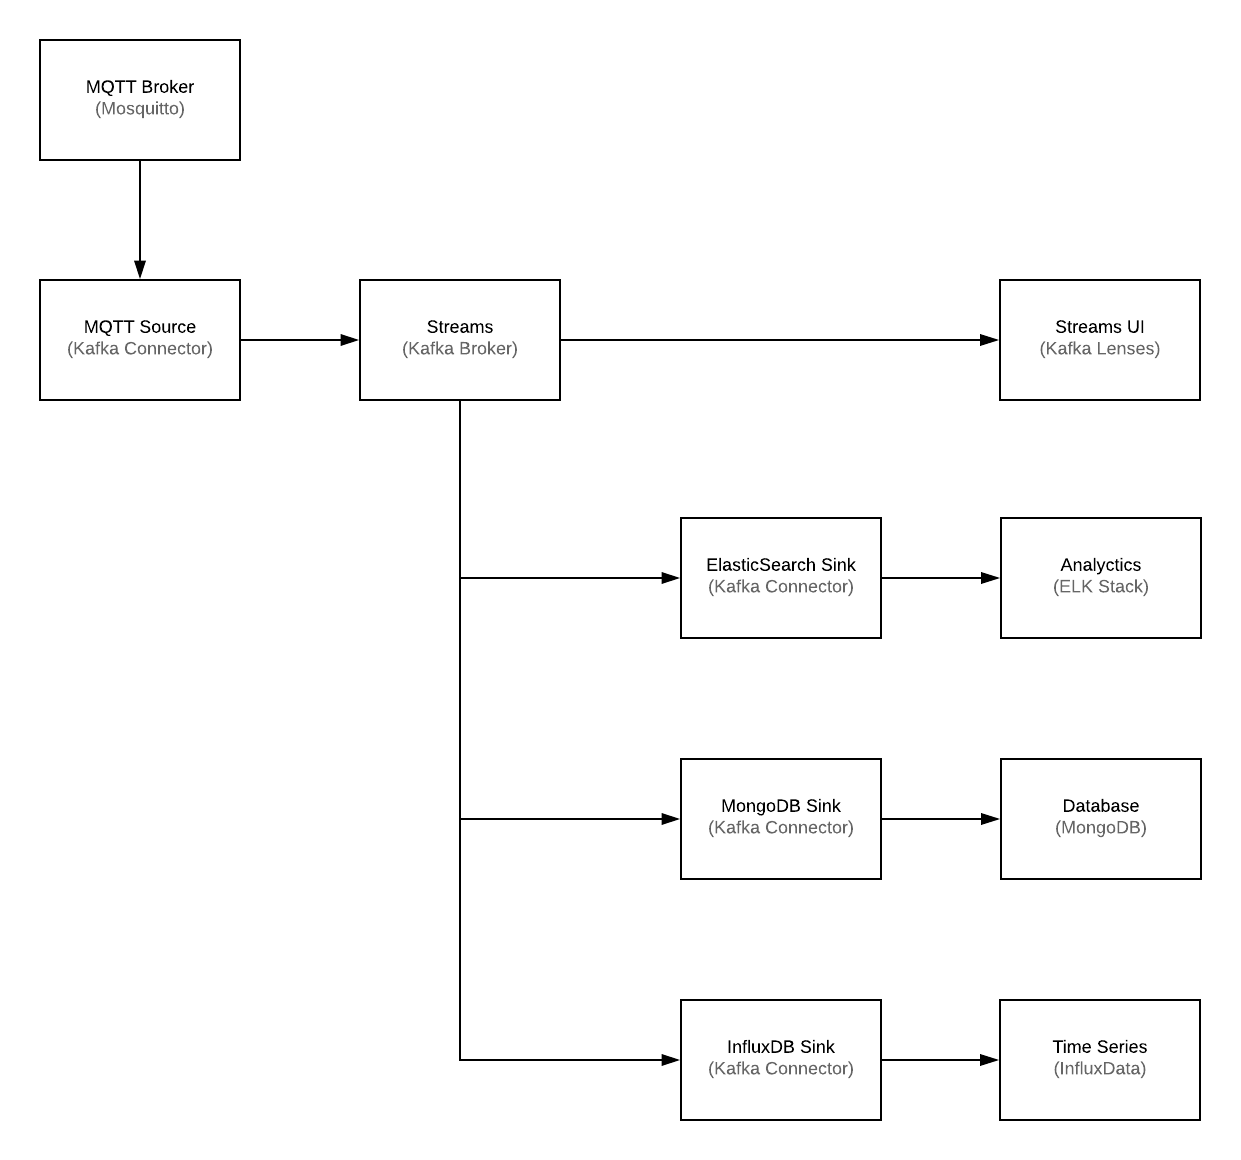 MQTT Broker
(Mosquitto)
MQTT Source
(Kafka Connector)
Streams
(Kafka Broker)
Streams UI
(Kafka Lenses)
ElasticSearch Sink
(Kafka Connector)
Analyctics
(ELK Stack)
MongoDB Sink
(Kafka Connector)
Database
(MongoDB)
InfluxDB Sink
(Kafka Connector)
Time Series
(InfluxData)